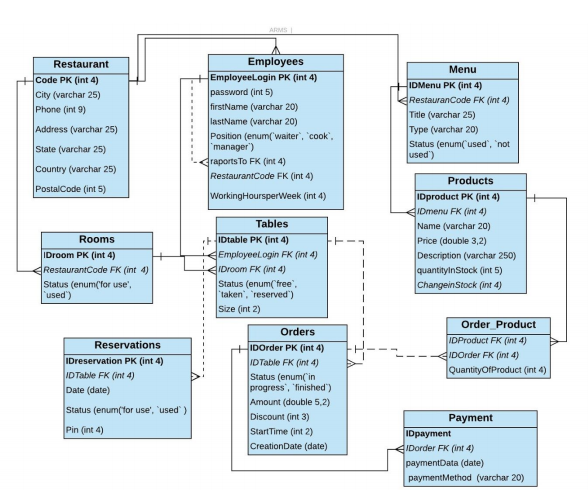 ARMS |
Restaurant
Code PK (int 4)
City (varchar 25)
Phone (int 9)
Address (varchar 25)
State (varchar 25)
Country (varchar 25)
PostalCode (int 5)
Employees
EmployeeLogin PK (int 4)
password (int 5)
firstName (varchar 20)
lastName (varchar 20)
Position (enum(`waiter`, `cook`,
`manager`)
raportsTo FK (int 4)
RestaurantCode FK (int 4)
WorkingHoursperWeek (int 4)
Menu
IDMenu PK (int 4)
RestauranCode FK (int 4)
Title (varchar 25)
Type (varchar 20)
Status (enum(`used`, `not
used`)
Products
IDproduct PK (int 4)
IDmenu FK (int 4)
Name (varchar 20)
Price (double 3,2)
Description (varchar 250)
quantityInStock (int 5)
ChangeinStock (int 4)
Rooms
IDroom PK (int 4)
RestaurantCode FK (int 4)
Status (enum('for use',
`used`)
Tables
IDtable PK (int 4)
EmployeeLogin FK (int 4)
IDroom FK (int 4)
Status (enum(`free`,
`taken`, `reserved`)
Size (int 2)
Reservations
IDreservation PK (int 4)
IDTable FK (int 4)
Date (date)
Status (enum('for use', `used` )
Pin (int 4)
Orders
IDOrder PK (int 4)
IDTable FK (int 4)
Status (enum(`in
progress`, `finished`)
Amount (double 5,2)
Discount (int 3)
StartTime (int 2)
CreationDate (date)
Order_Product
IDProduct FK (int 4)
IDOrder FK (int 4)
QuantityOfProduct (int 4)
Payment
IDpayment
IDorder FK (int 4)
paymentData (date)
paymentMethod (varchar 20)